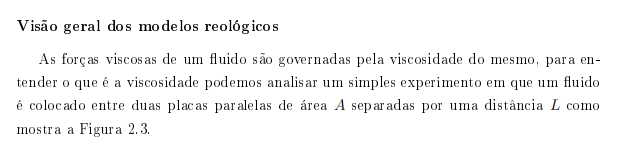 Visão geral dos modelos reológicos
As forças viscosas de um fluido são governadas pela viscosidade do mesmo, para en-
tender o que é a viscosidade podemos analisar um simples experimento em que um fluido
é colocado entre duas placas paralelas de área A separadas por uma distância L como
mostra a Figura 2.3.